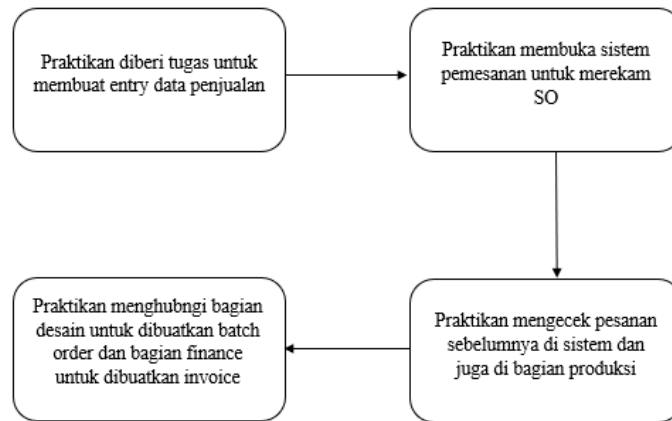 Praktikan diberi tugas untuk
membuat entry data penjualan
Praktikan membuka sistem
pemesanan untuk merekam
SO
Praktikan mengecek pesanan
sebelumnya di sistem dan
juga di bagian produksi
Praktikan menghubngi bagian
desain untuk dibuatkan batch
order dan bagian finance
untuk dibuatkan invoice